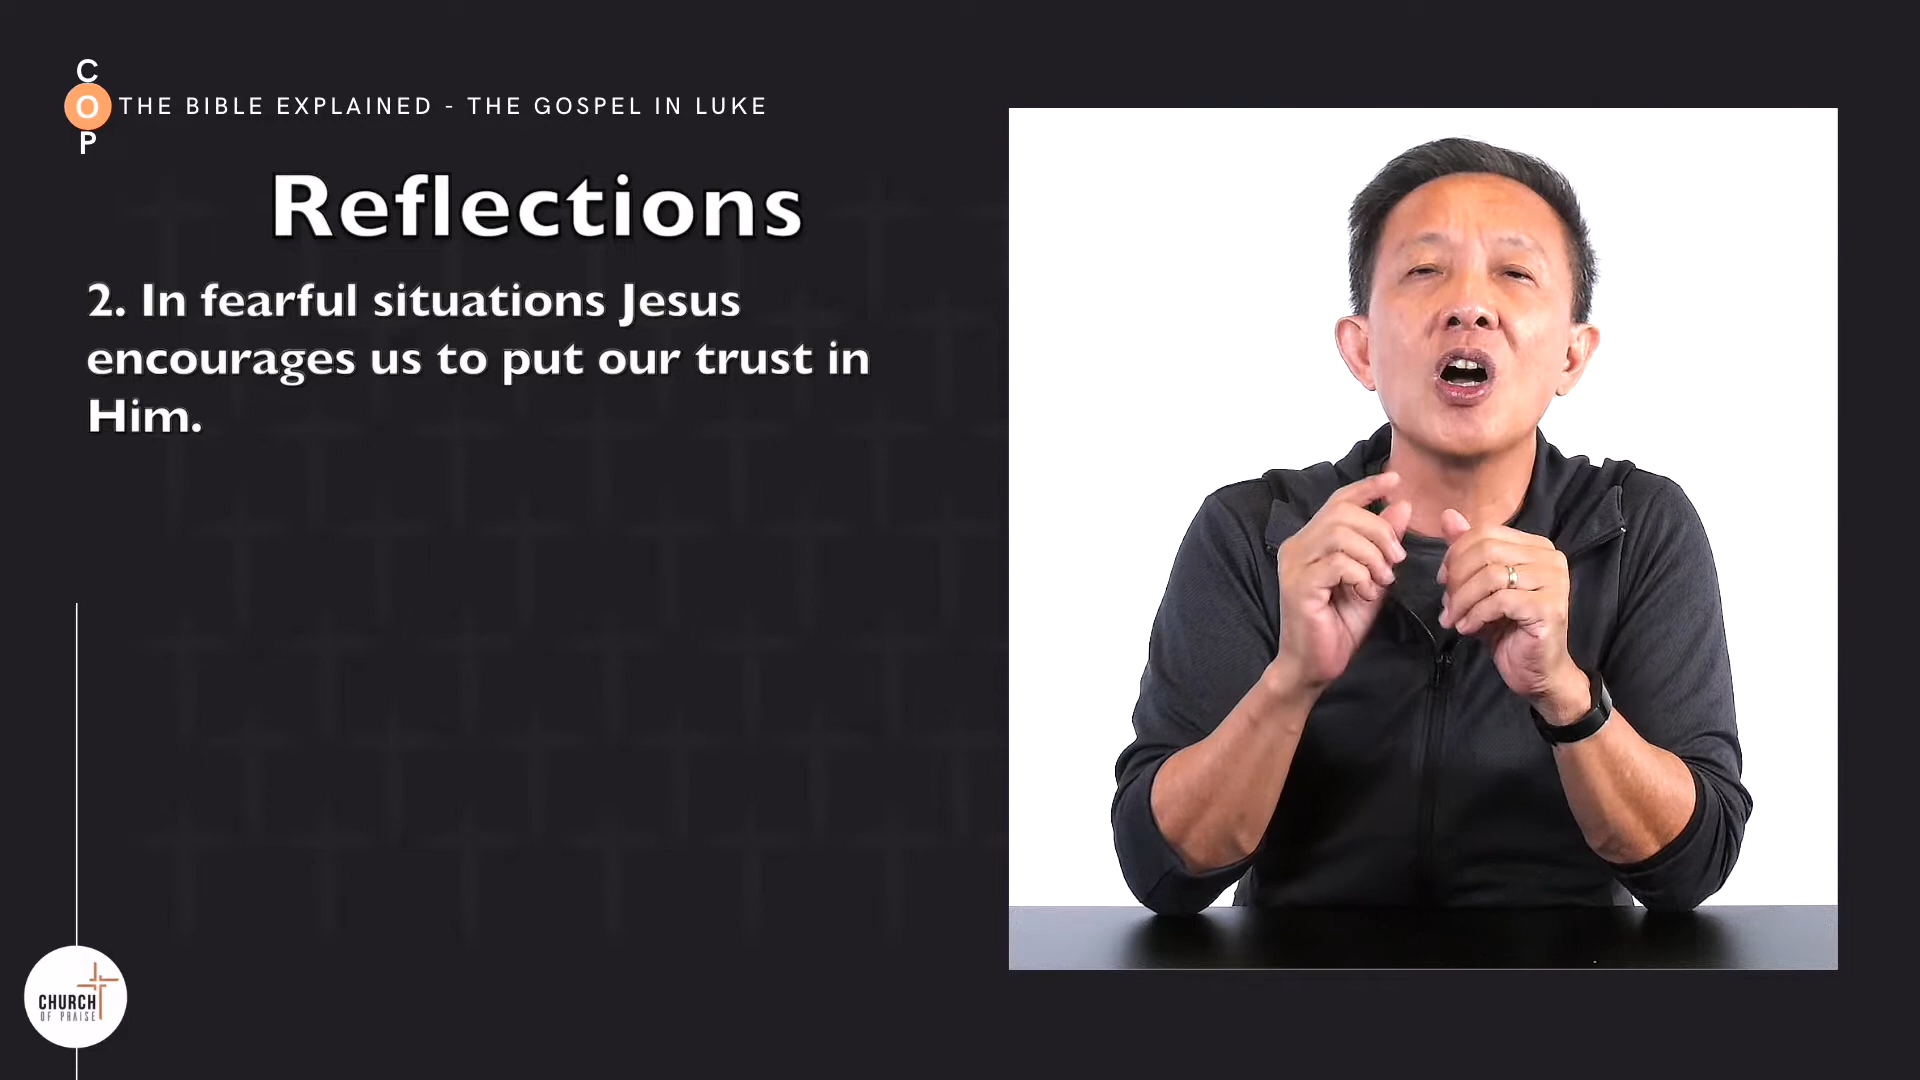 C
O
P
THE BIBLE EXPLAINED - THE GOSPEL IN LUKE
Reflections
2. In fearful situations Jesus
encourages us to put our trust in
Him.
CHURCH
OF PRAISE